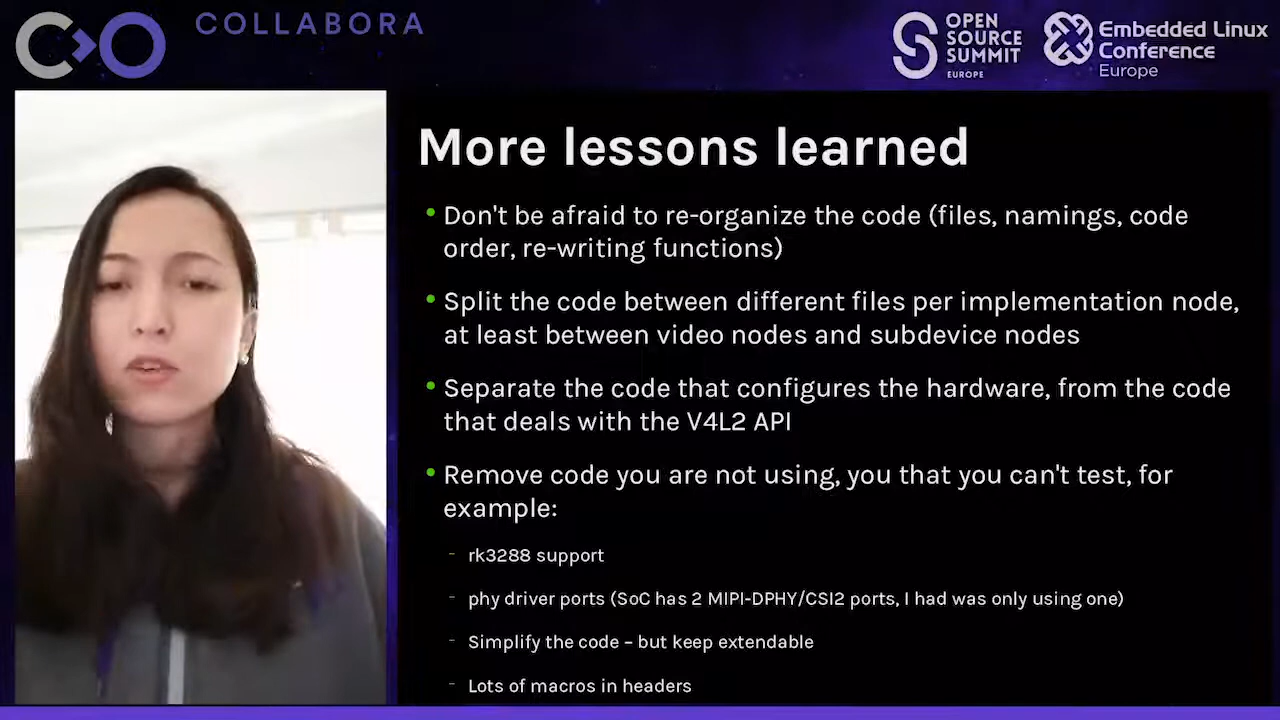 COLLABORA
OPEN
SOURCE
SUMMIT
EUROPE
Embedded Linux
Conference
Europe
More lessons learned
Don't be afraid to re-organize the code (files, namings, code
order, re-writing functions)
Split the code between different files per implementation node,
at least between video nodes and subdevice nodes
Separate the code that configures the hardware, from the code
that deals with the V4L2 API
Remove code you are not using, you that you can't test, for
example:
rk3288 support
phy driver ports (SoC has 2 MIPI-DPHY/CSI2 ports, I had was only using one)
Simplify the code – but keep extendable
Lots of macros in headers